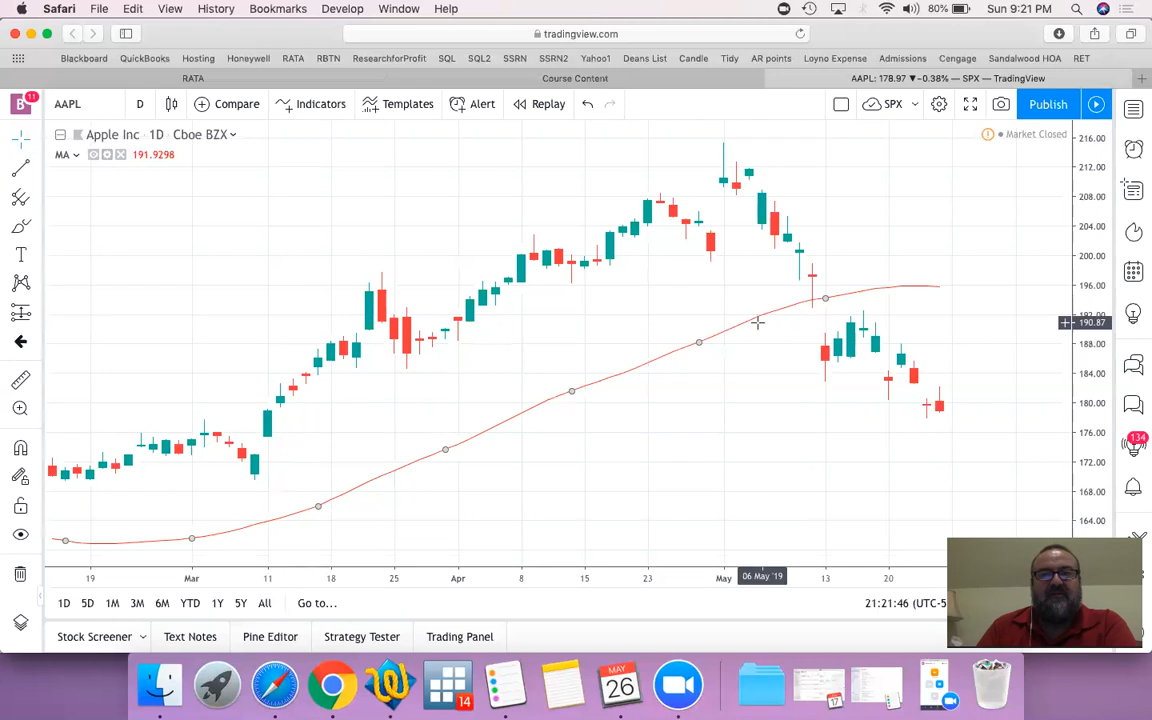 Safari File Edit View History Bookmarks Develop Window Help 80% Sun 9:21 PM
tradingview.com
Blackboard QuickBooks Hosting Honeywell RATA RBTN ResearchforProfit SQL SQL2 SSRN SSRN2 Yahoo1 Deans List Candle Tidy AR points Loyno Expense Admissions Cengage Sandalwood HOA RET
RATA Course Content AAPL: 178.97 ▼−0.38% — SPX — TradingView
B 11 AAPL D Compare Indicators Templates Alert Replay SPX Publish
Apple Inc · 1D · Cboe BZX Market Closed
MA 191.9298
216.00
212.00
208.00
204.00
200.00
196.00
192.00
190.87
188.00
184.00
180.00
176.00
172.00
168.00
164.00
134
19 Mar 11 18 25 Apr 8 15 23 May 06 May '19 13 20
1D 5D 1M 3M 6M YTD 1Y 5Y All Go to... 21:21:46 (UTC-5
Stock Screener Text Notes Pine Editor Strategy Tester Trading Panel
14
MAY
26
17